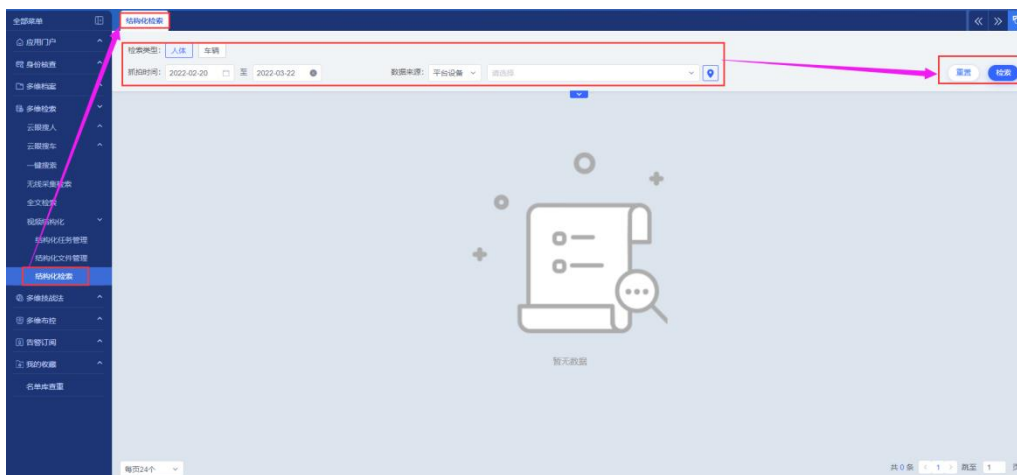 全部菜单
结构化检索
应用门户
身份核查
多维档案
多维检索
云眼搜人
云眼搜车
一键搜索
无线采集检索
全文检索
视频结构化
结构化任务管理
结构化文件管理
结构化检索
多维技战法
多维布控
告警订阅
我的收藏
名单库查重
检索类型: 人体 车辆
抓拍时间: 2022-02-20 至 2022-03-22 数据来源: 平台设备 请选择
重置 检索
暂无数据
每页24个 共0条 < 1 > 跳至 1